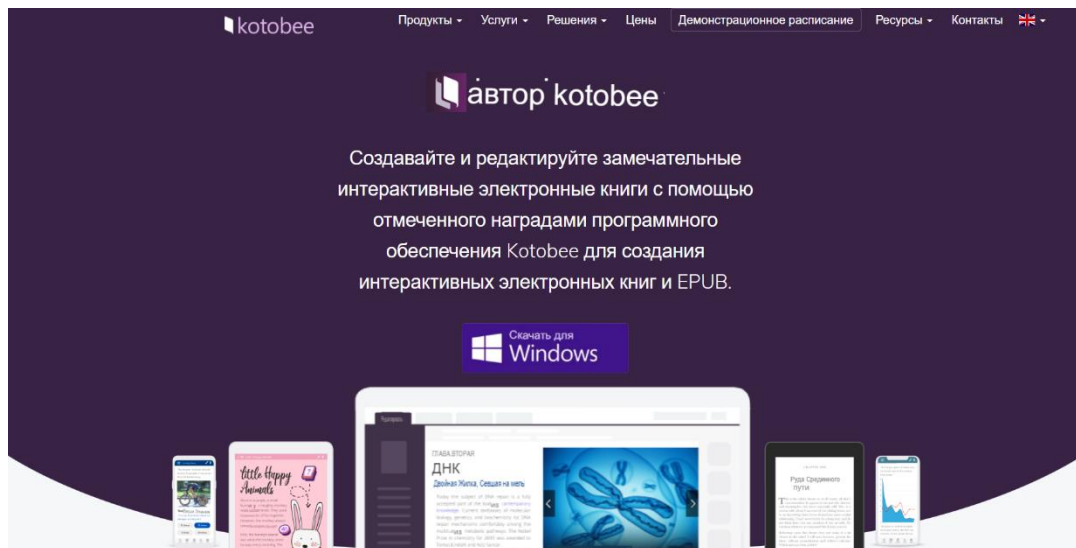 kotobee
Продукты
Услуги
Решения
Цены
Демонстрационное расписание
Ресурсы
Контакты
автор kotobee
Создавайте и редактируйте замечательные
интерактивные электронные книги с помощью
отмеченного наградами программного
обеспечения Kotobee для создания
интерактивных электронных книг и EPUB.
Скачать для
Windows
ГЛАВА ВТОРАЯ
ДНК
Двойная Жилка, Севшая на мель
Little Happy
Animals
Руда Срединного
пути